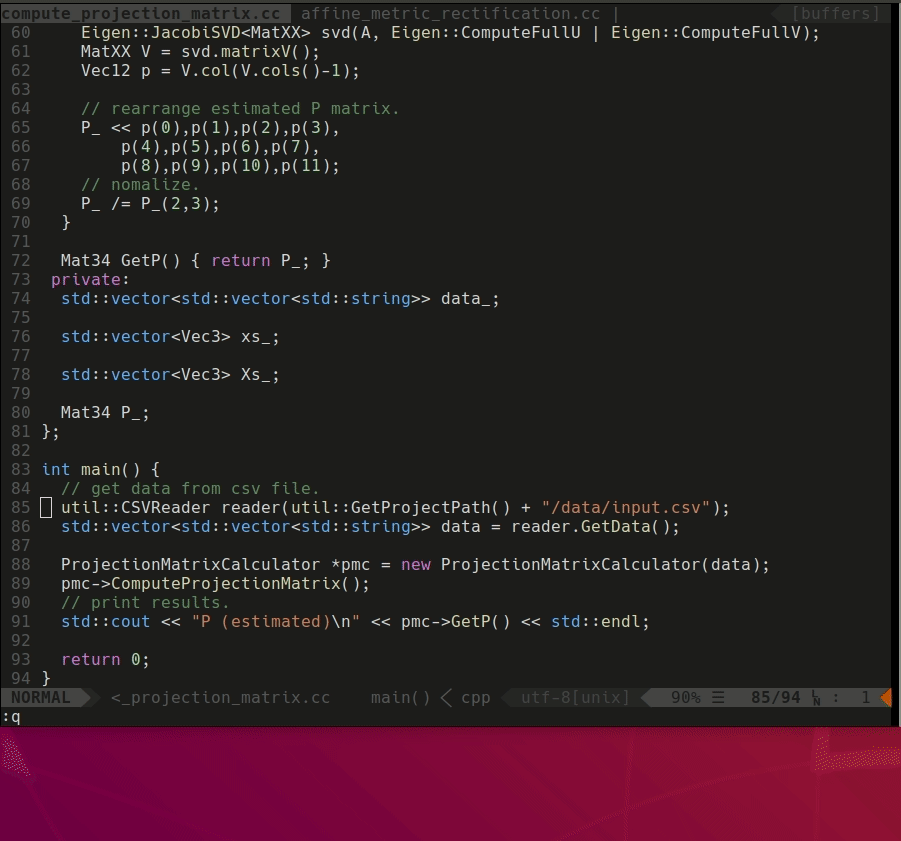 compute_projection_matrix.cc affine_metric_rectification.cc | [buffers]
60 Eigen::JacobiSVD<MatXX> svd(A, Eigen::ComputeFullU | Eigen::ComputeFullV);
61 MatXX V = svd.matrixV();
62 Vec12 p = V.col(V.cols()-1);
63
64 // rearrange estimated P matrix.
65 P_ << p(0),p(1),p(2),p(3),
66 p(4),p(5),p(6),p(7),
67 p(8),p(9),p(10),p(11);
68 // nomalize.
69 P_ /= P_(2,3);
70 }
71
72 Mat34 GetP() { return P_; }
73 private:
74 std::vector<std::vector<std::string>> data_;
75
76 std::vector<Vec3> xs_;
77
78 std::vector<Vec3> Xs_;
79
80 Mat34 P_;
81 };
82
83 int main() {
84 // get data from csv file.
85 util::CSVReader reader(util::GetProjectPath() + "/data/input.csv");
86 std::vector<std::vector<std::string>> data = reader.GetData();
87
88 ProjectionMatrixCalculator *pmc = new ProjectionMatrixCalculator(data);
89 pmc->ComputeProjectionMatrix();
90 // print results.
91 std::cout << "P (estimated)\n" << pmc->GetP() << std::endl;
92
93 return 0;
94 }
NORMAL <_projection_matrix.cc main() < cpp utf-8[unix] 90% ☰ 85/94 ㏑ : 1
:q